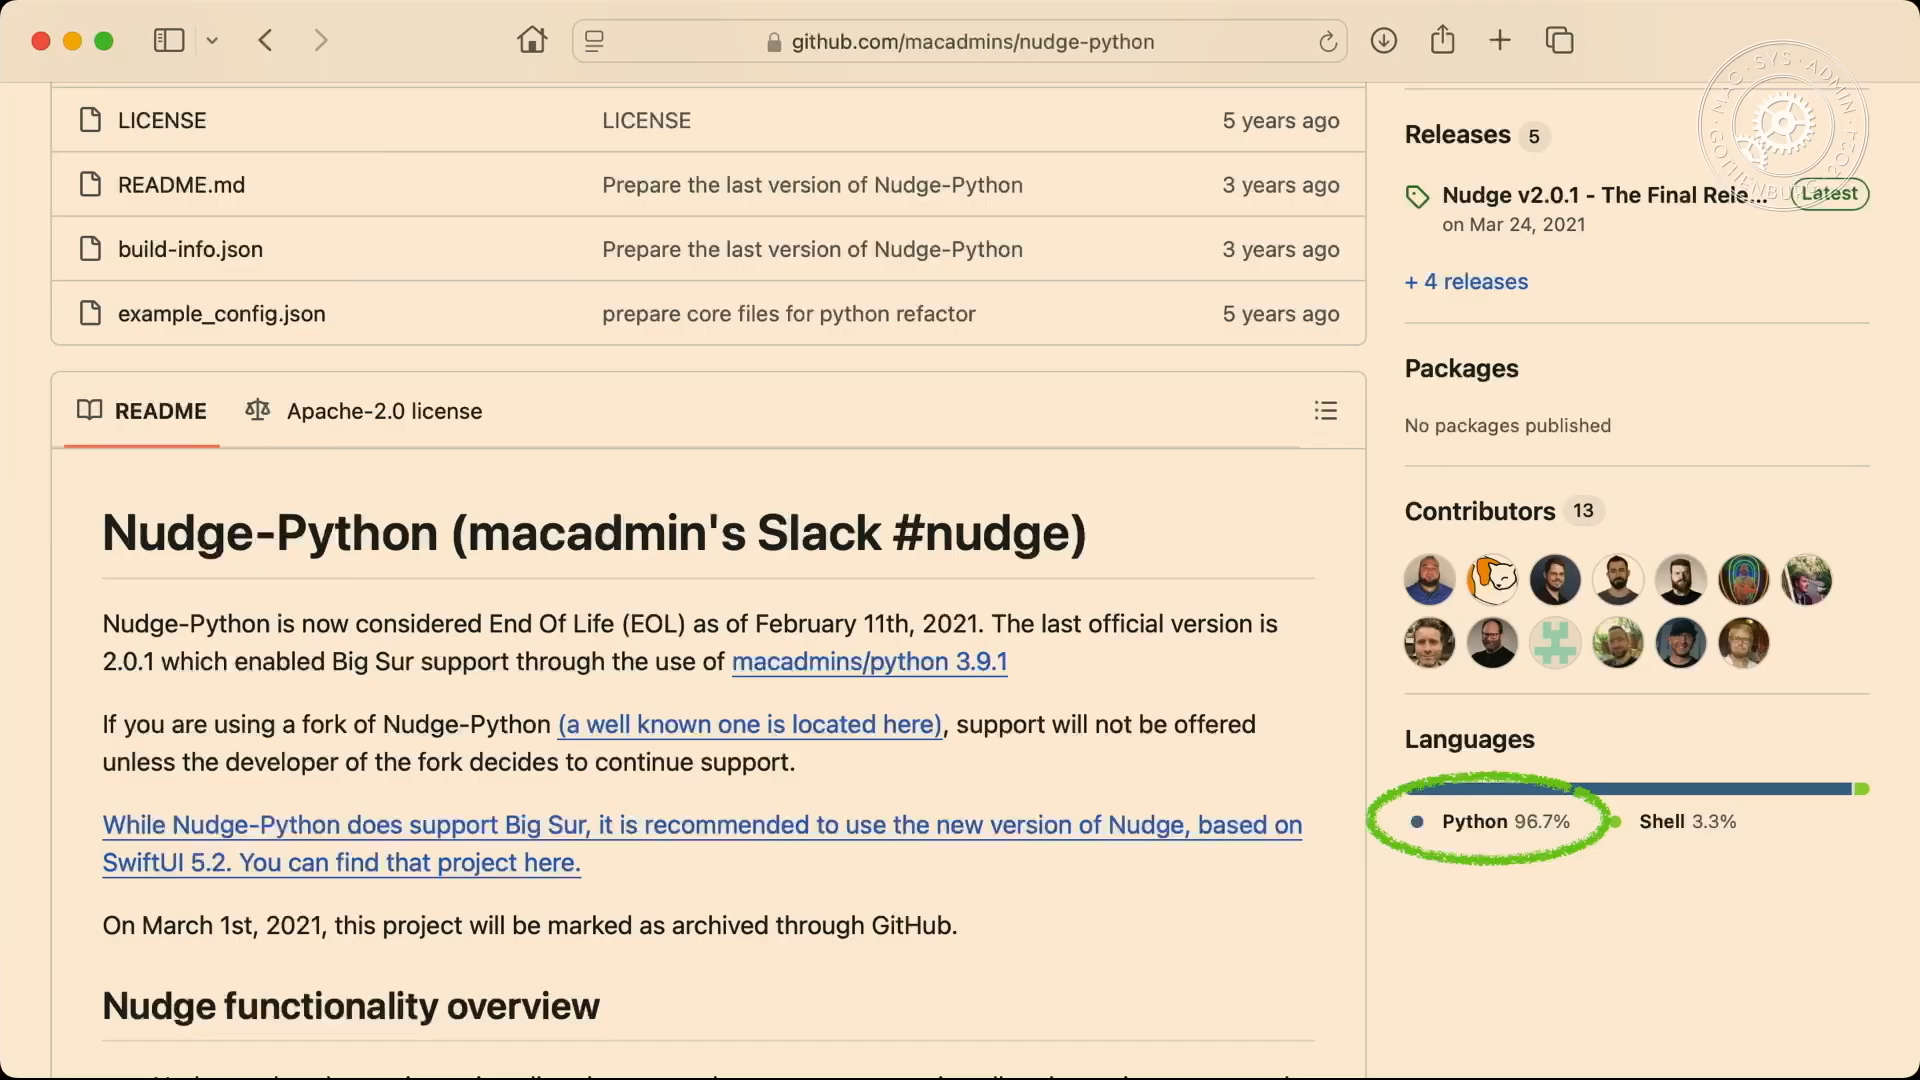 github.com/macadmins/nudge-python
MAC · SYS · ADMIN ·
GOTHENBURG
LICENSE LICENSE 5 years ago
README.md Prepare the last version of Nudge-Python 3 years ago
build-info.json Prepare the last version of Nudge-Python 3 years ago
example_config.json prepare core files for python refactor 5 years ago
README Apache-2.0 license
Nudge-Python (macadmin's Slack #nudge)
Nudge-Python is now considered End Of Life (EOL) as of February 11th, 2021. The last official version is
2.0.1 which enabled Big Sur support through the use of macadmins/python 3.9.1
If you are using a fork of Nudge-Python (a well known one is located here), support will not be offered
unless the developer of the fork decides to continue support.
While Nudge-Python does support Big Sur, it is recommended to use the new version of Nudge, based on
SwiftUI 5.2. You can find that project here.
On March 1st, 2021, this project will be marked as archived through GitHub.
Nudge functionality overview
Releases 5
Nudge v2.0.1 - The Final Rele... Latest
on Mar 24, 2021
+ 4 releases
Packages
No packages published
Contributors 13
Languages
Python 96.7% Shell 3.3%